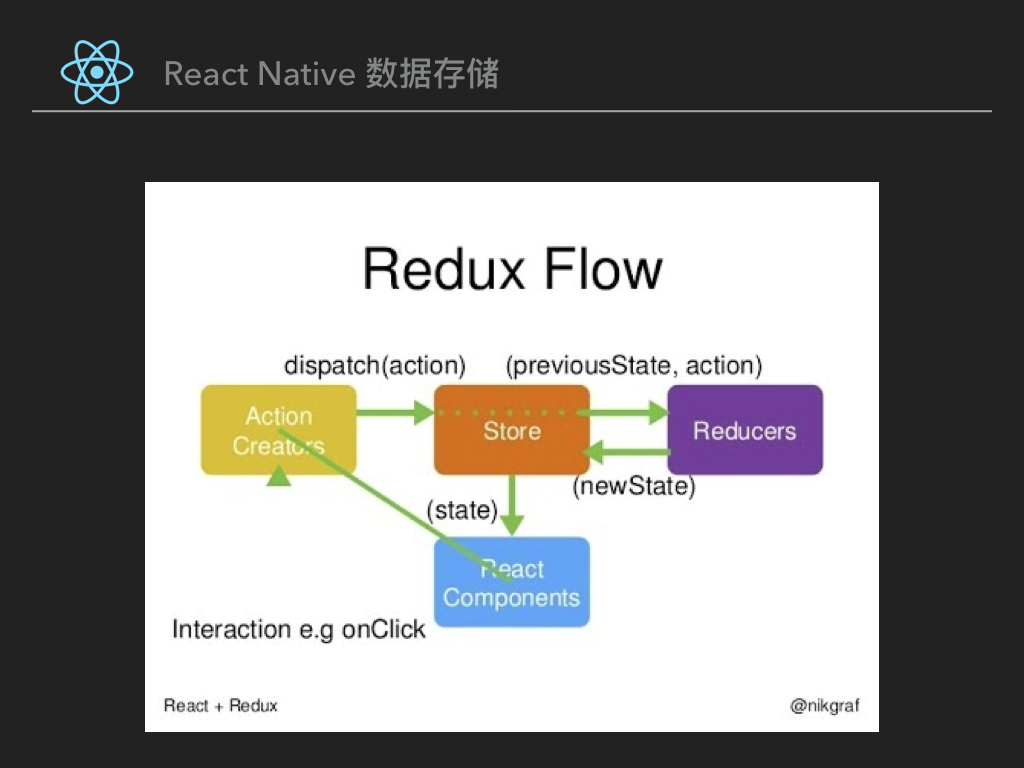 React Native 数据存储
Redux Flow
dispatch(action)
(previousState, action)
Action
Creators
Store
Reducers
(newState)
(state)
React
Components
Interaction e.g onClick
React + Redux
@nikgraf